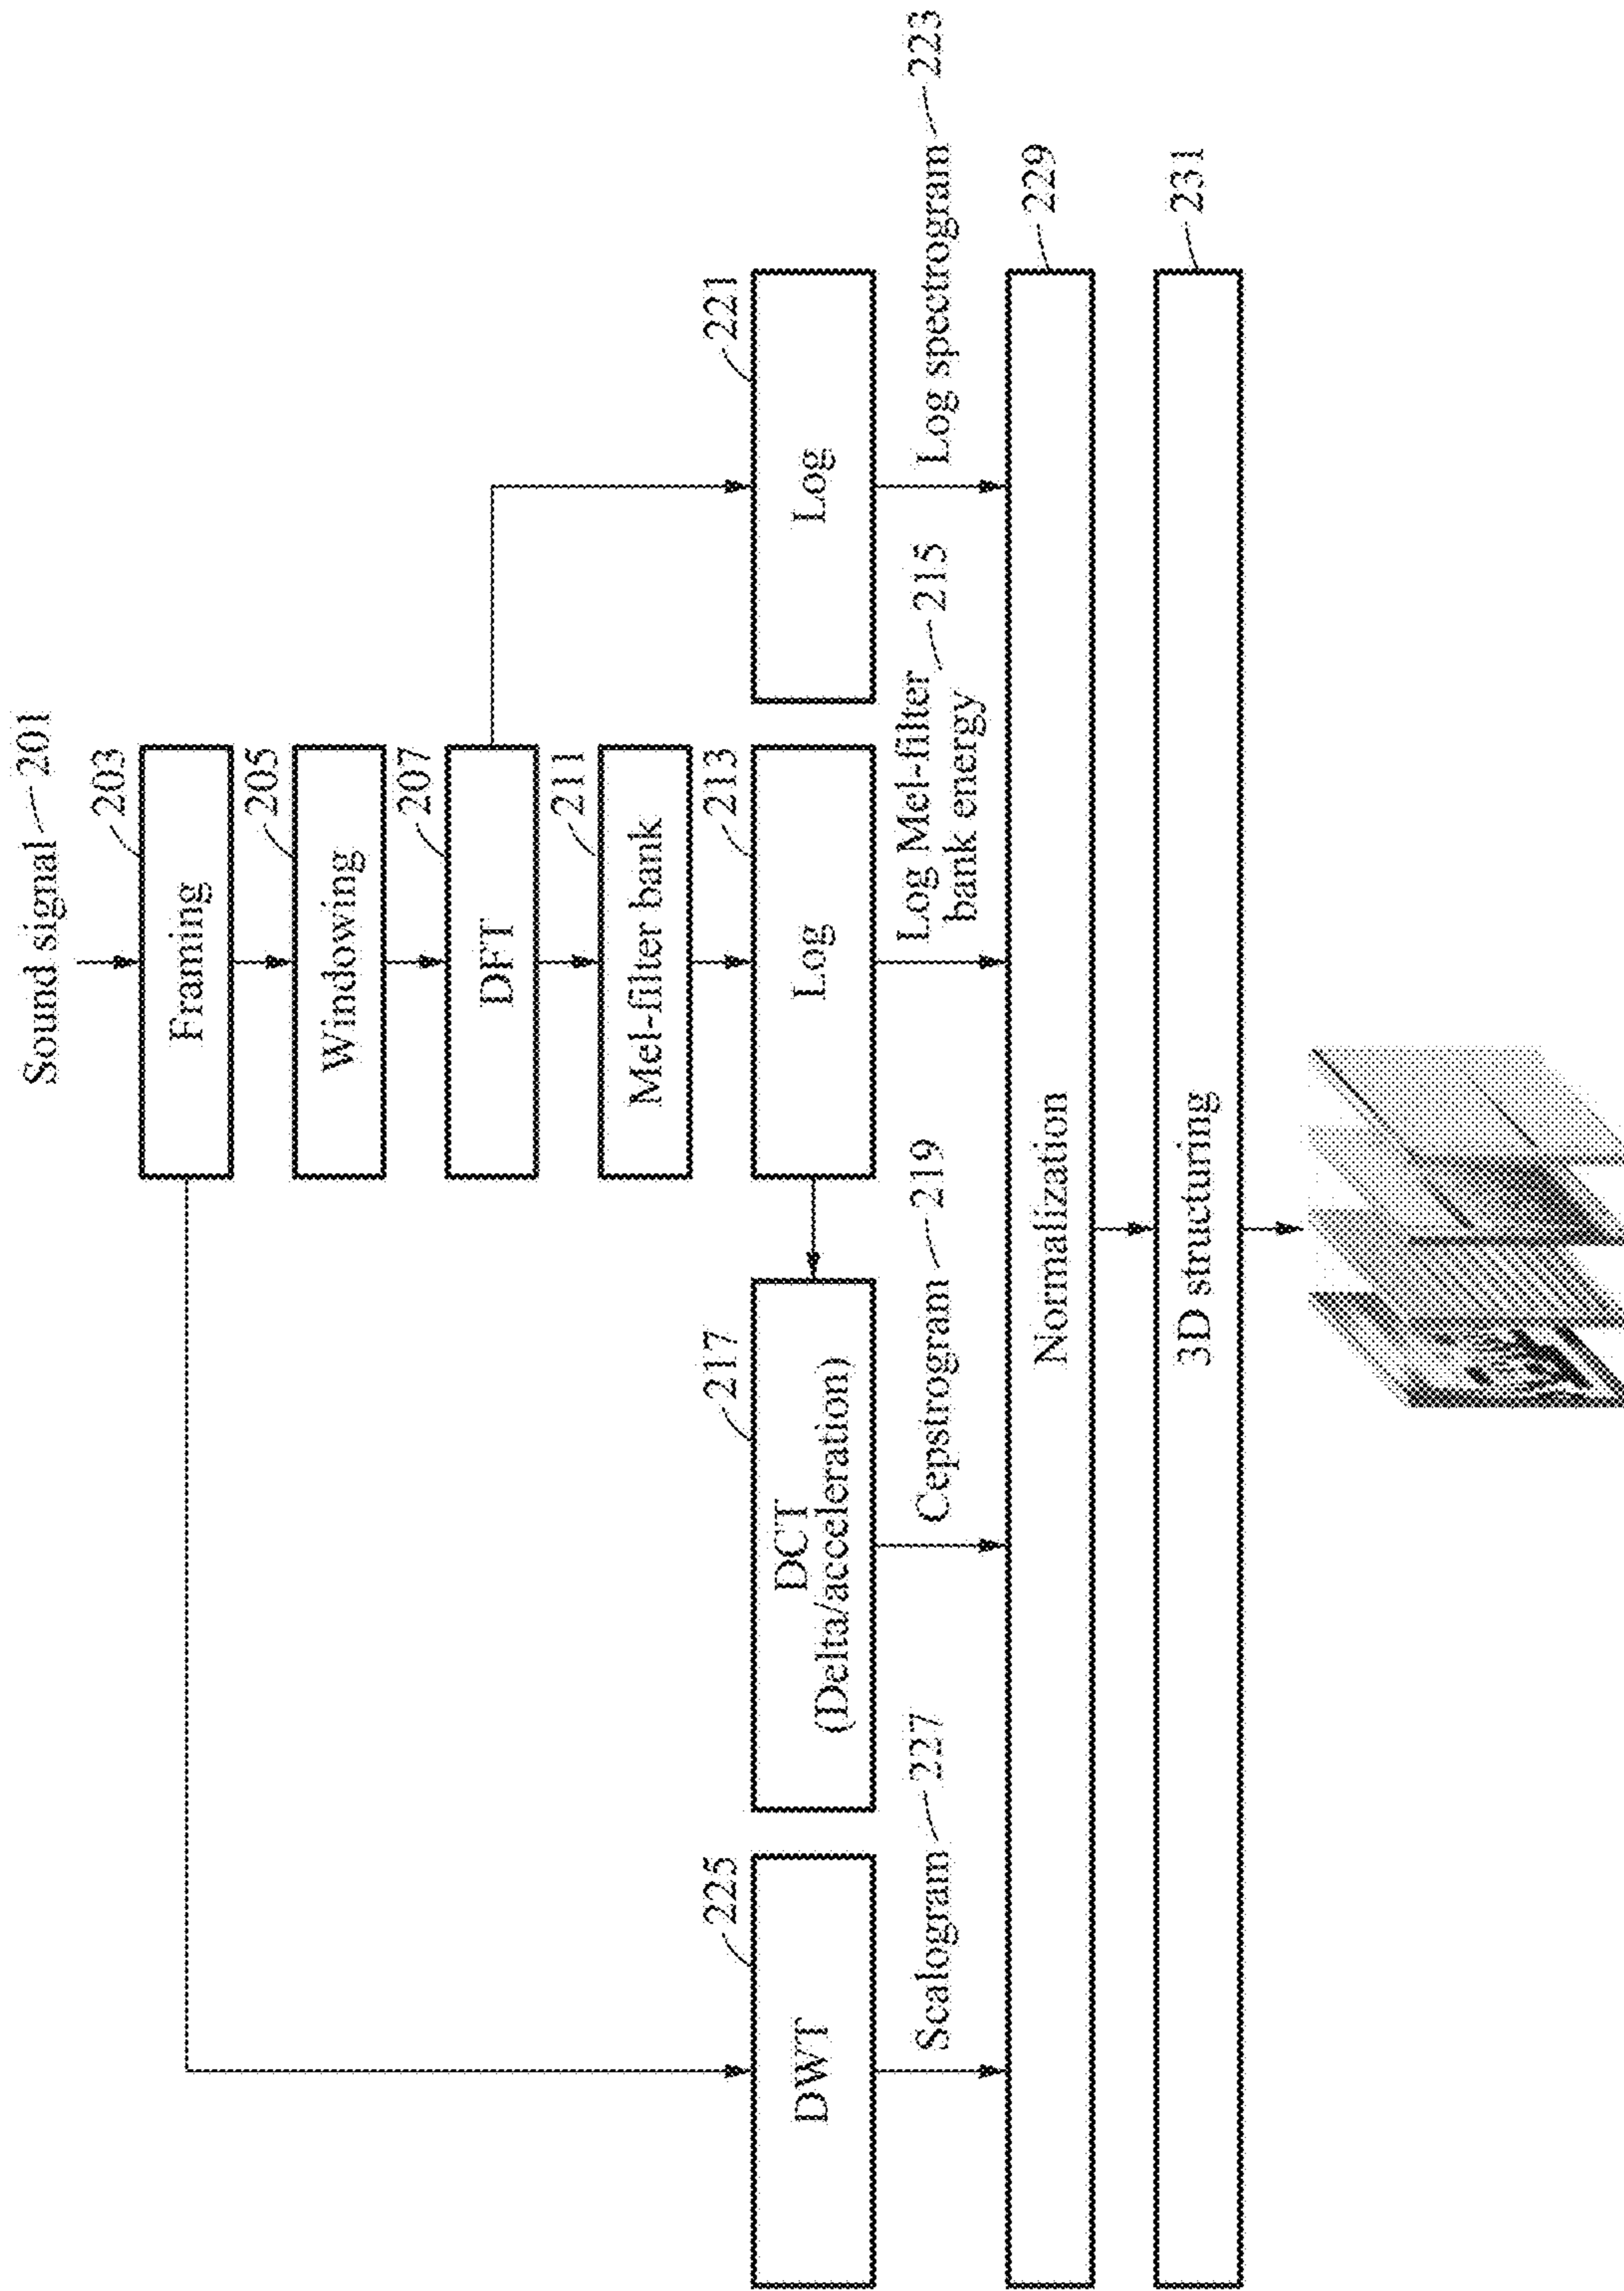 Sound signal 201
203
Framing
205
Windowing
207
DFT
211
Mel-filter bank
225
DWT
217
DCT
(Delta/acceleration)
213
Log
221
Log
Scalogram 227
Cepstrogram 219
Log Mel-filter 215
bank energy
Log spectrogram 223
Normalization
229
3D structuring
231